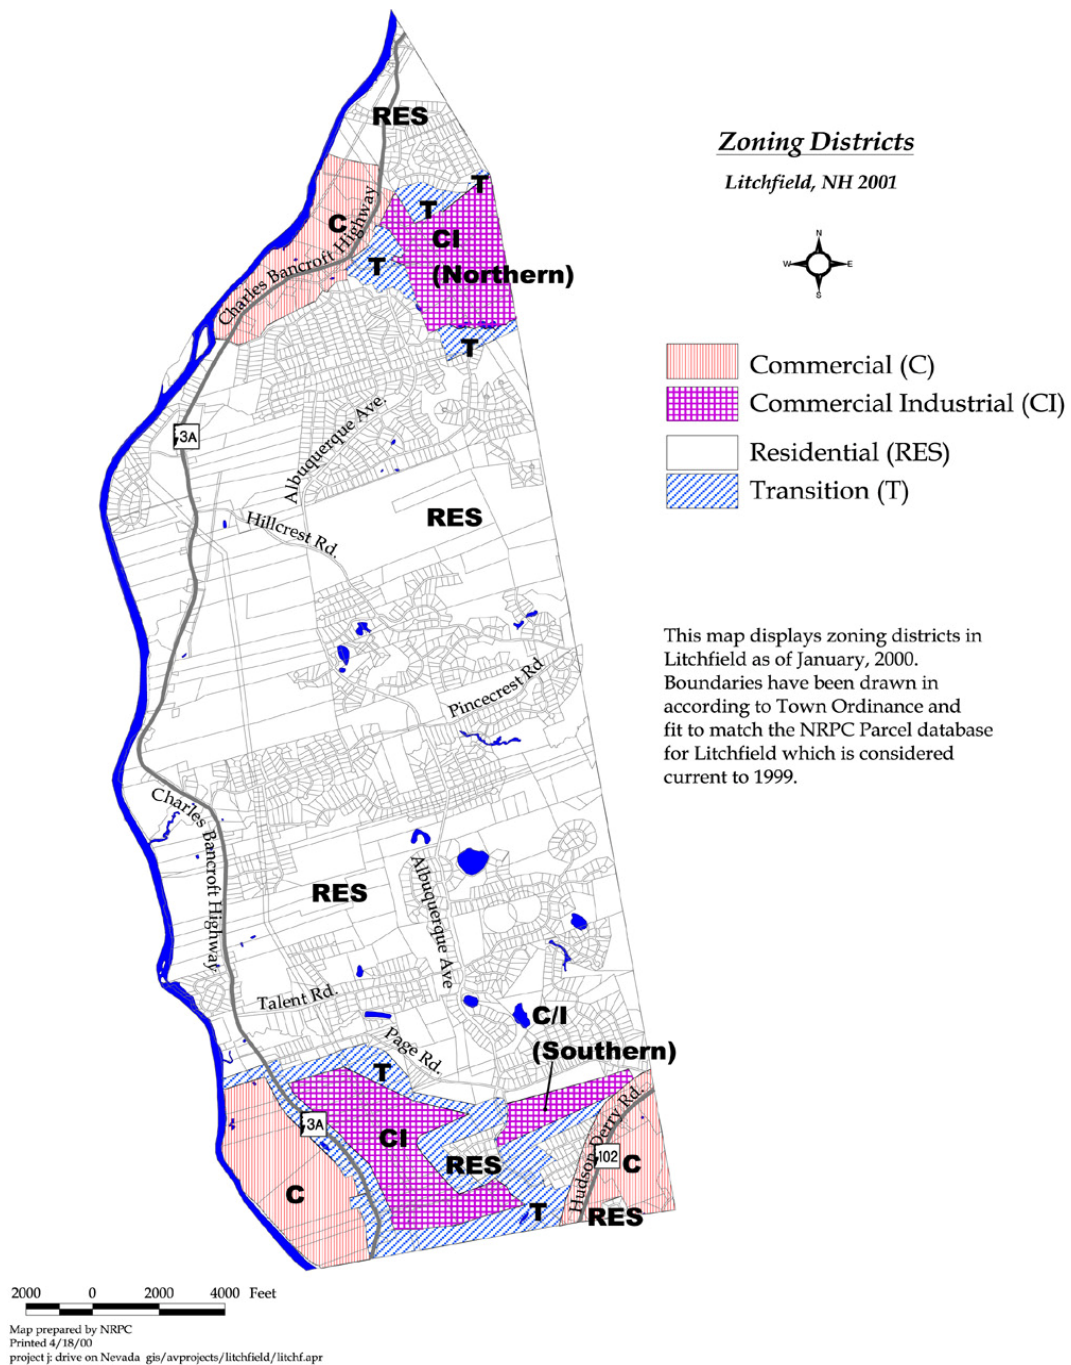 Zoning Districts
Litchfield, NH 2001
N
W
E
S
Commercial (C)
Commercial Industrial (CI)
Residential (RES)
Transition (T)
This map displays zoning districts in
Litchfield as of January, 2000.
Boundaries have been drawn in
according to Town Ordinance and
fit to match the NRPC Parcel database
for Litchfield which is considered
current to 1999.
RES
T
T
C
Charles Bancroft Highway
CI
(Northern)
T
T
Albuquerque Ave.
3A
RES
Hillcrest Rd.
Pincecrest Rd.
Charles Bancroft Highway
Albuquerque Ave
RES
Talent Rd.
C/I
(Southern)
Page Rd.
T
3A
CI
Hudson Derry Rd.
102
C
RES
C
T
RES
2000 0 2000 4000 Feet
Map prepared by NRPC
Printed 4/18/00
project j: drive on Nevada gis/avprojects/litchfield/litchf.apr